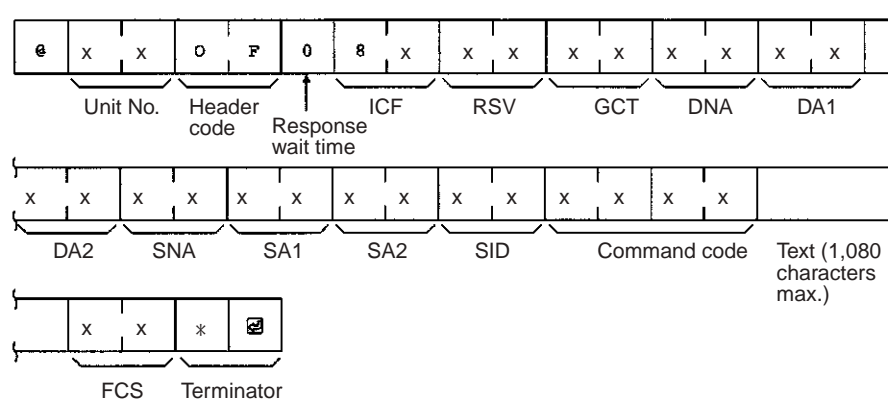 @ x x O F 0 8 x x x x x x x x x
Unit No. Header code Response wait time ICF RSV GCT DNA DA1
x x x x x x x x x x x x x x
DA2 SNA SA1 SA2 SID Command code Text (1,080 characters max.)
x x * ↵
FCS Terminator